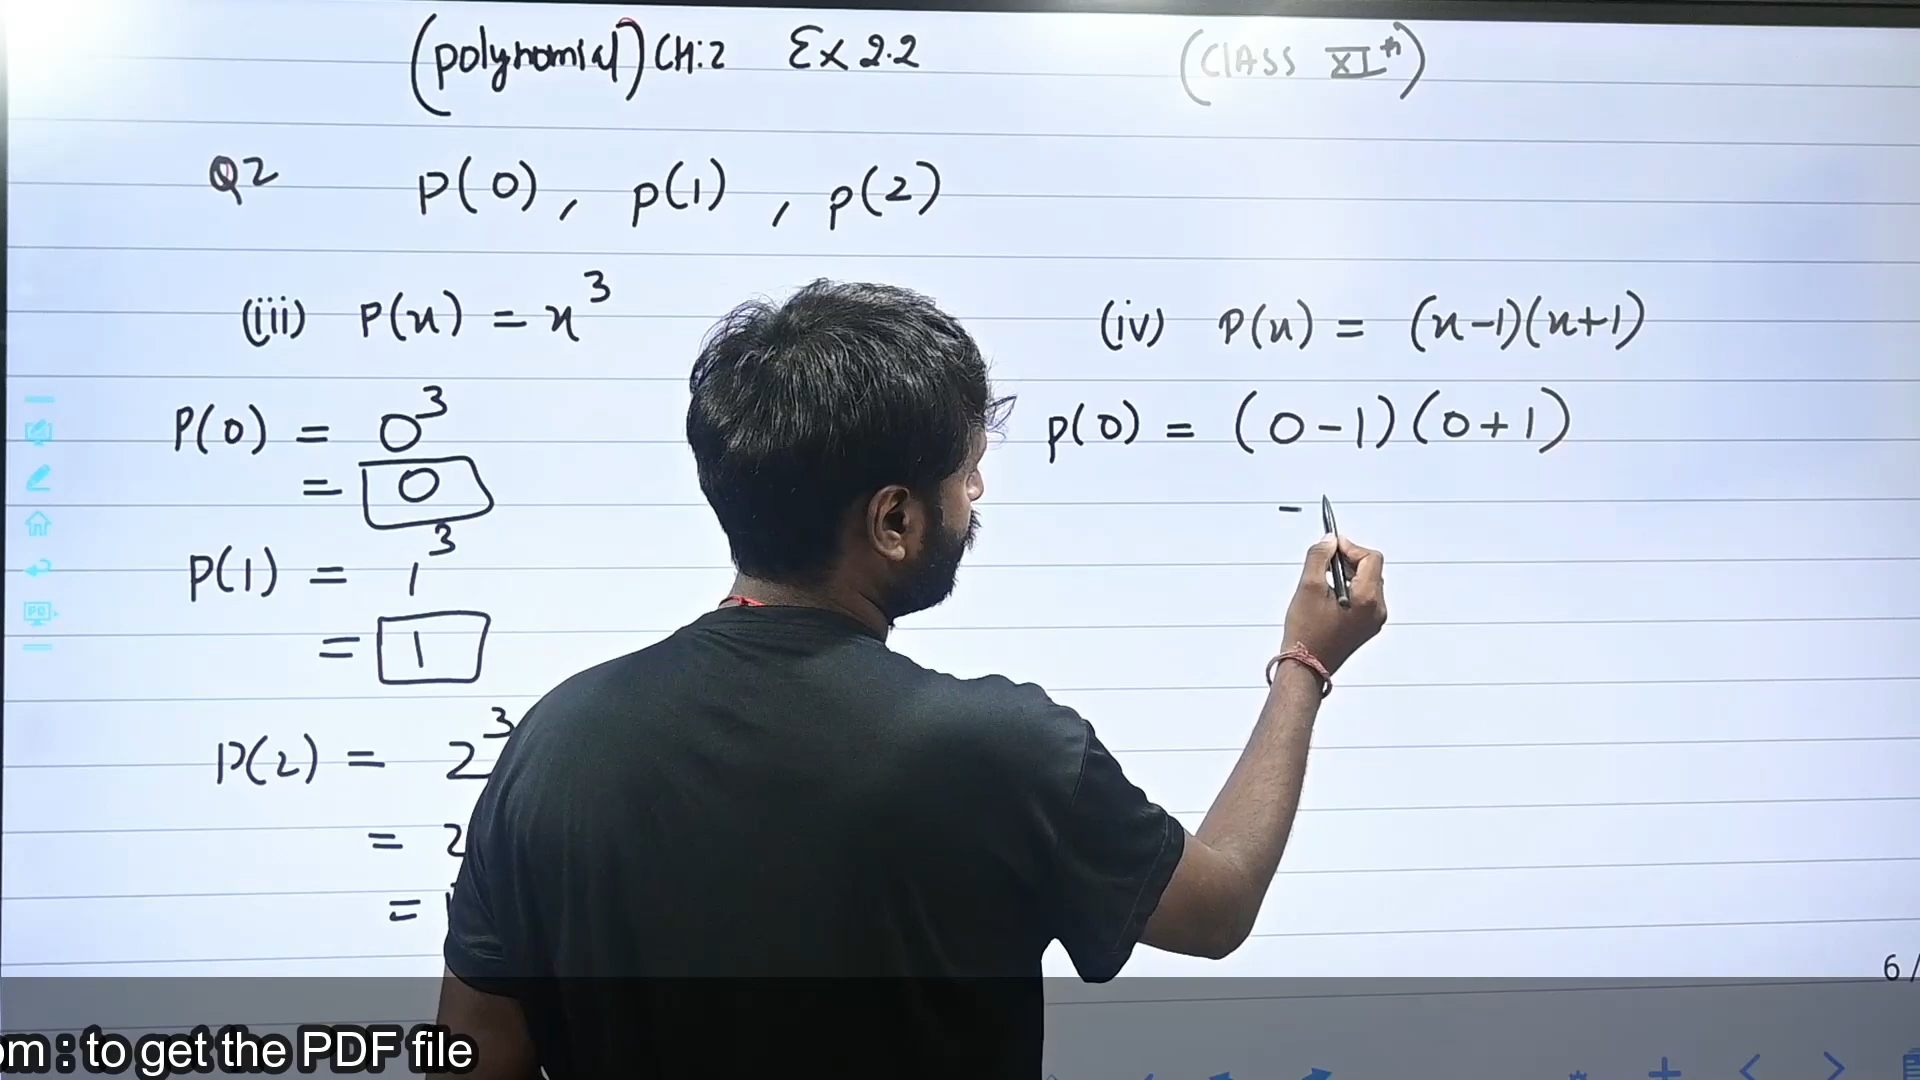 (polynomial) CH:2 Ex 2.2 (CLASS XIth)
Q2 P(0), p(1), p(2)
(iii) P(x) = x³
P(0) = 0³
= 0
P(1) = 1³
= 1
P(2) = 2³
= 2
=
(iv) P(x) = (x-1)(x+1)
p(0) = (0-1)(0+1)
-
6/
: to get the PDF file